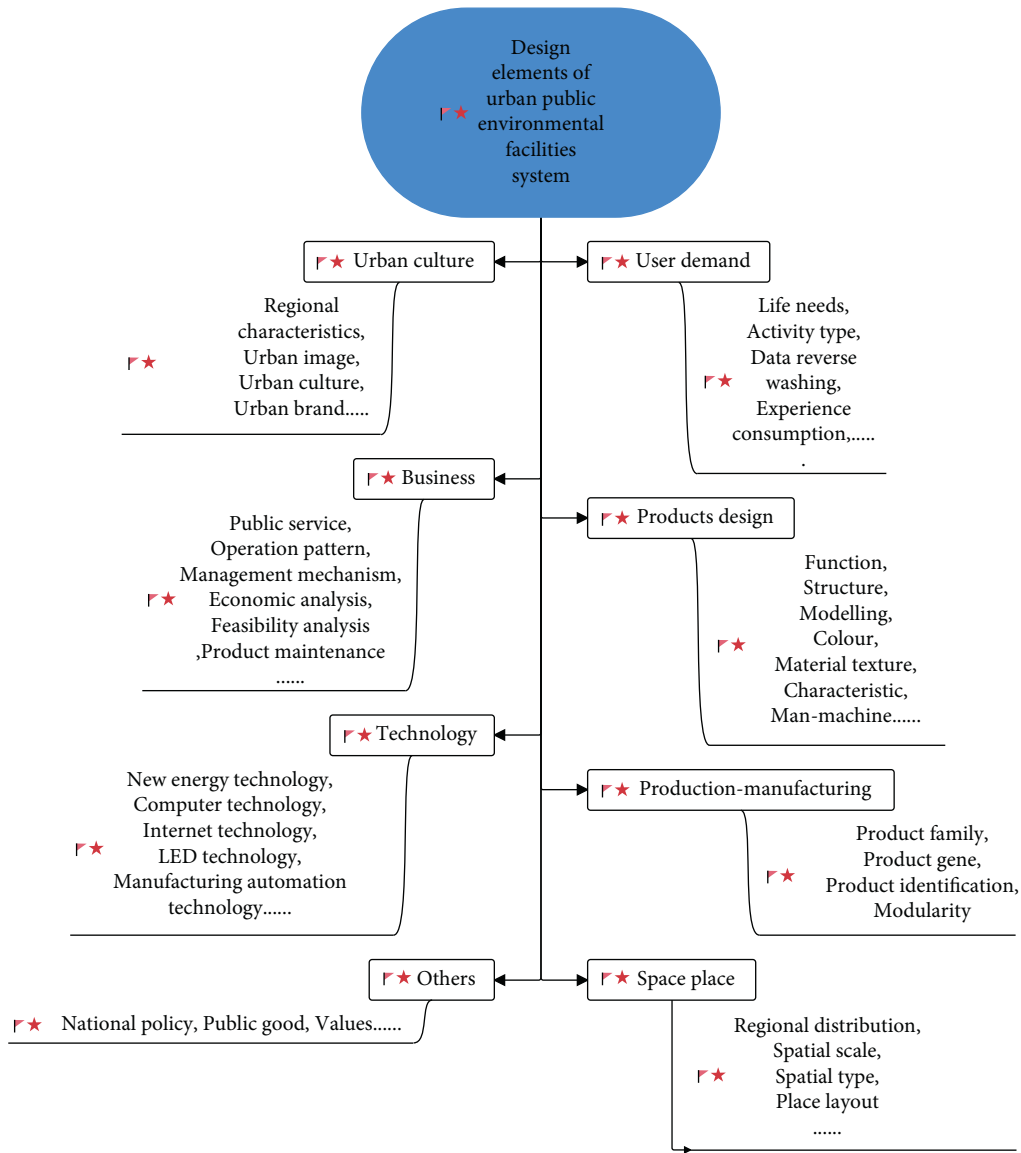 Design
elements of
urban public
environmental
facilities
system
Urban culture
Regional
characteristics,
Urban image,
Urban culture,
Urban brand.....
User demand
Life needs,
Activity type,
Data reverse
washing,
Experience
consumption,.....
.
Business
Public service,
Operation pattern,
Management mechanism,
Economic analysis,
Feasibility analysis
,Product maintenance
......
Products design
Function,
Structure,
Modelling,
Colour,
Material texture,
Characteristic,
Man-machine......
Technology
New energy technology,
Computer technology,
Internet technology,
LED technology,
Manufacturing automation
technology......
Production-manufacturing
Product family,
Product gene,
Product identification,
Modularity
Others
National policy, Public good, Values......
Space place
Regional distribution,
Spatial scale,
Spatial type,
Place layout
......